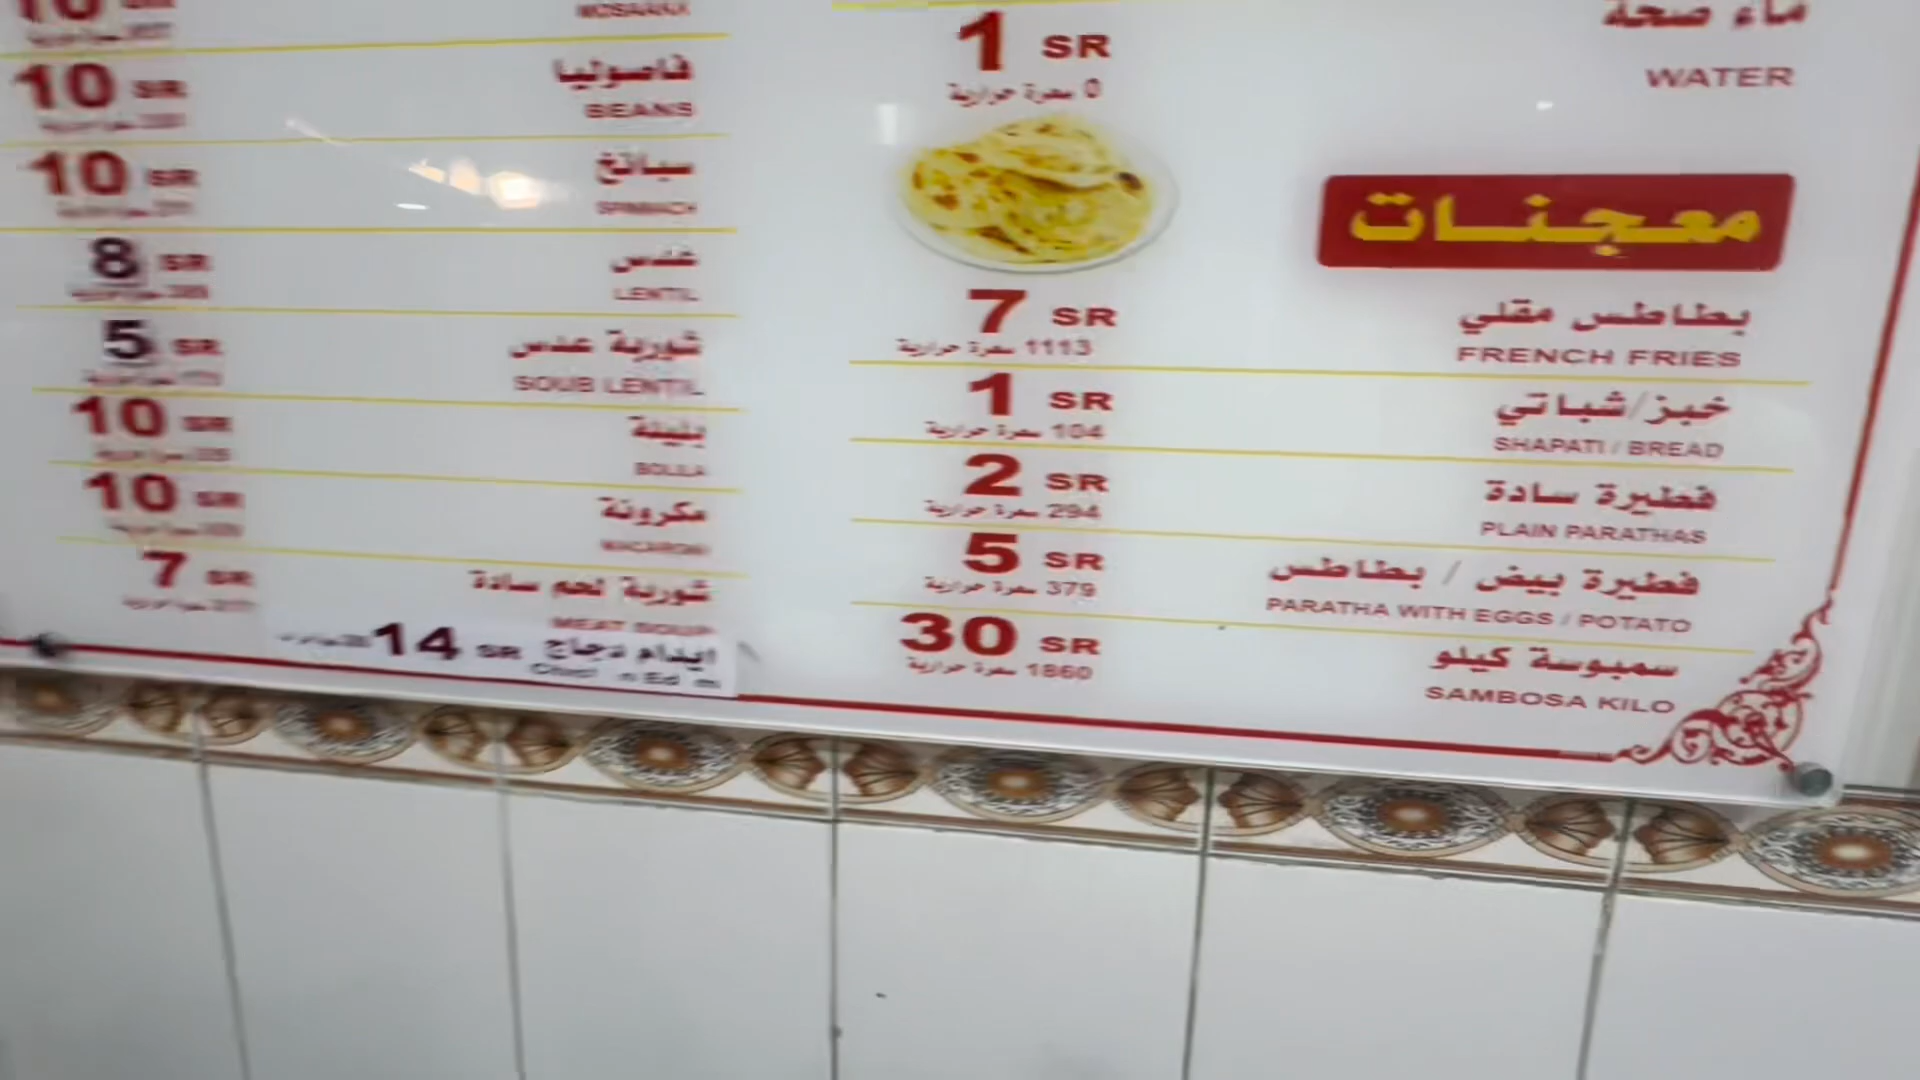 ماء صحة
WATER
1 SR
0 سعرة حرارية
معجنات
بطاطس مقلي
FRENCH FRIES
7 SR
1113 سعرة حرارية
خبز/شباتي
SHAPATI / BREAD
1 SR
104 سعرة حرارية
فطيرة سادة
PLAIN PARATHAS
2 SR
294 سعرة حرارية
فطيرة بيض / بطاطس
PARATHA WITH EGGS / POTATO
5 SR
379 سعرة حرارية
سمبوسة كيلو
SAMBOSA KILO
30 SR
1860 سعرة حرارية
MOSAAKA
10 SR
فاصوليا
BEANS
10 SR
سبانخ
SPINNACH
10 SR
عدس
LENTIL
8 SR
شوربة عدس
SOUB LENTIL
5 SR
BOLLA
10 SR
مكرونة
MACARONI
10 SR
شوربة لحم سادة
MEAT SOUP
7 SR
ايدام دجاج
14 SR